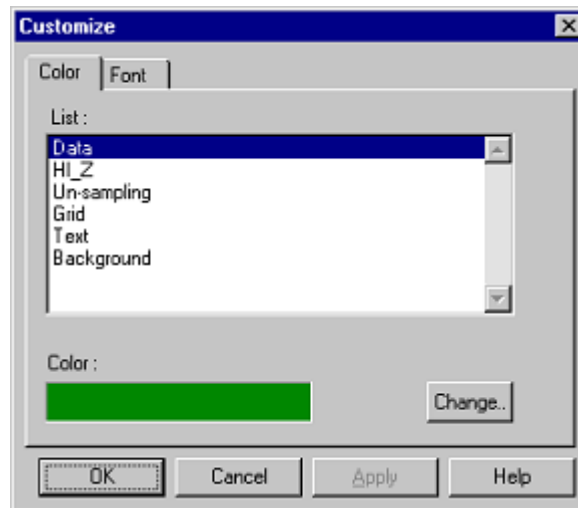 Customize
Color Font
List :
Data
HI_Z
Un-sampling
Grid
Text
Background
Color :
Change..
OK Cancel Apply Help